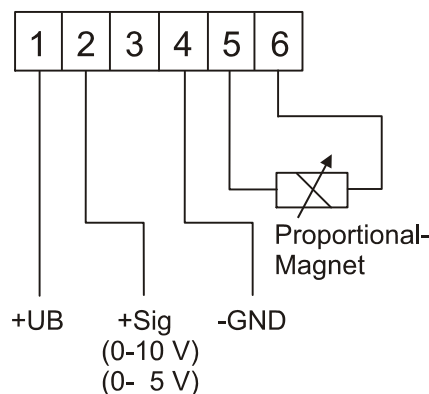 1 2 3 4 5 6
Proportional-
Magnet
+UB +Sig -GND
(0-10 V)
(0- 5 V)